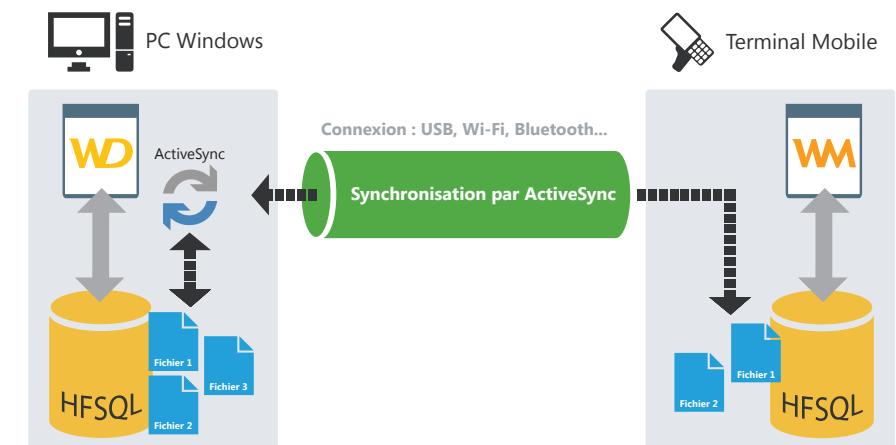 PC Windows
Terminal Mobile
Connexion : USB, Wi-Fi, Bluetooth...
WD
ActiveSync
Synchronisation par ActiveSync
WM
Fichier 1
Fichier 3
Fichier 2
HFSQL
Fichier 1
Fichier 2
HFSQL